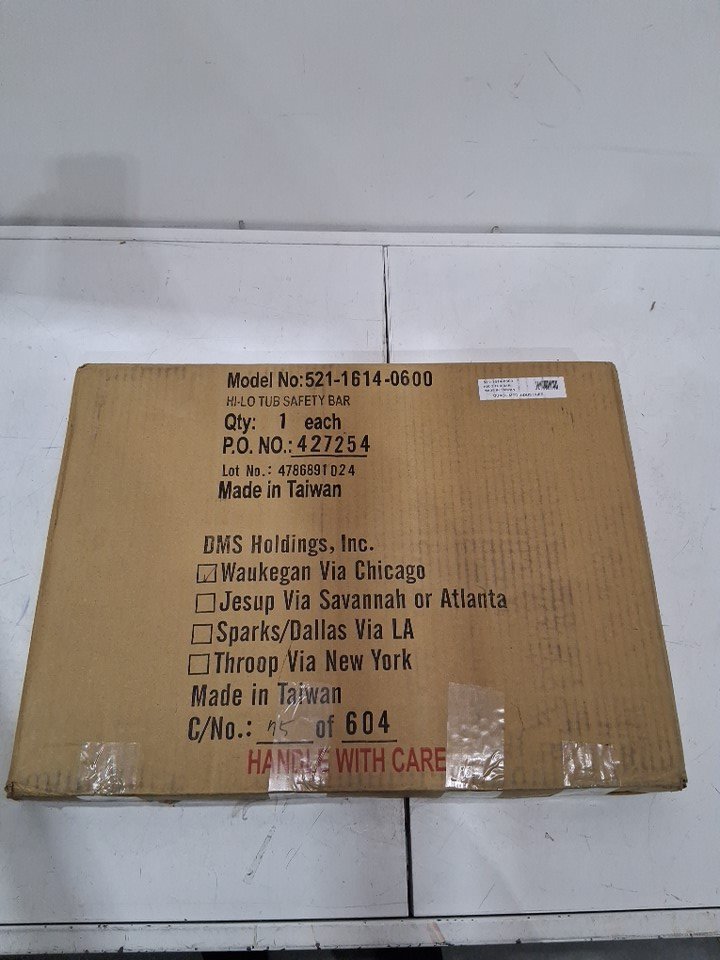 Model No:521-1614-0600
HI-LO TUB SAFETY BAR
Qty: 1 each
P.O. NO.: 427254
Lot No.: 4786891D24
Made in Taiwan
DMS Holdings, Inc.
Waukegan Via Chicago
Jesup Via Savannah or Atlanta
Sparks/Dallas Via LA
Throop/Via New York
Made in Taiwan
C/No.: of 604
HANDLE WITH CARE